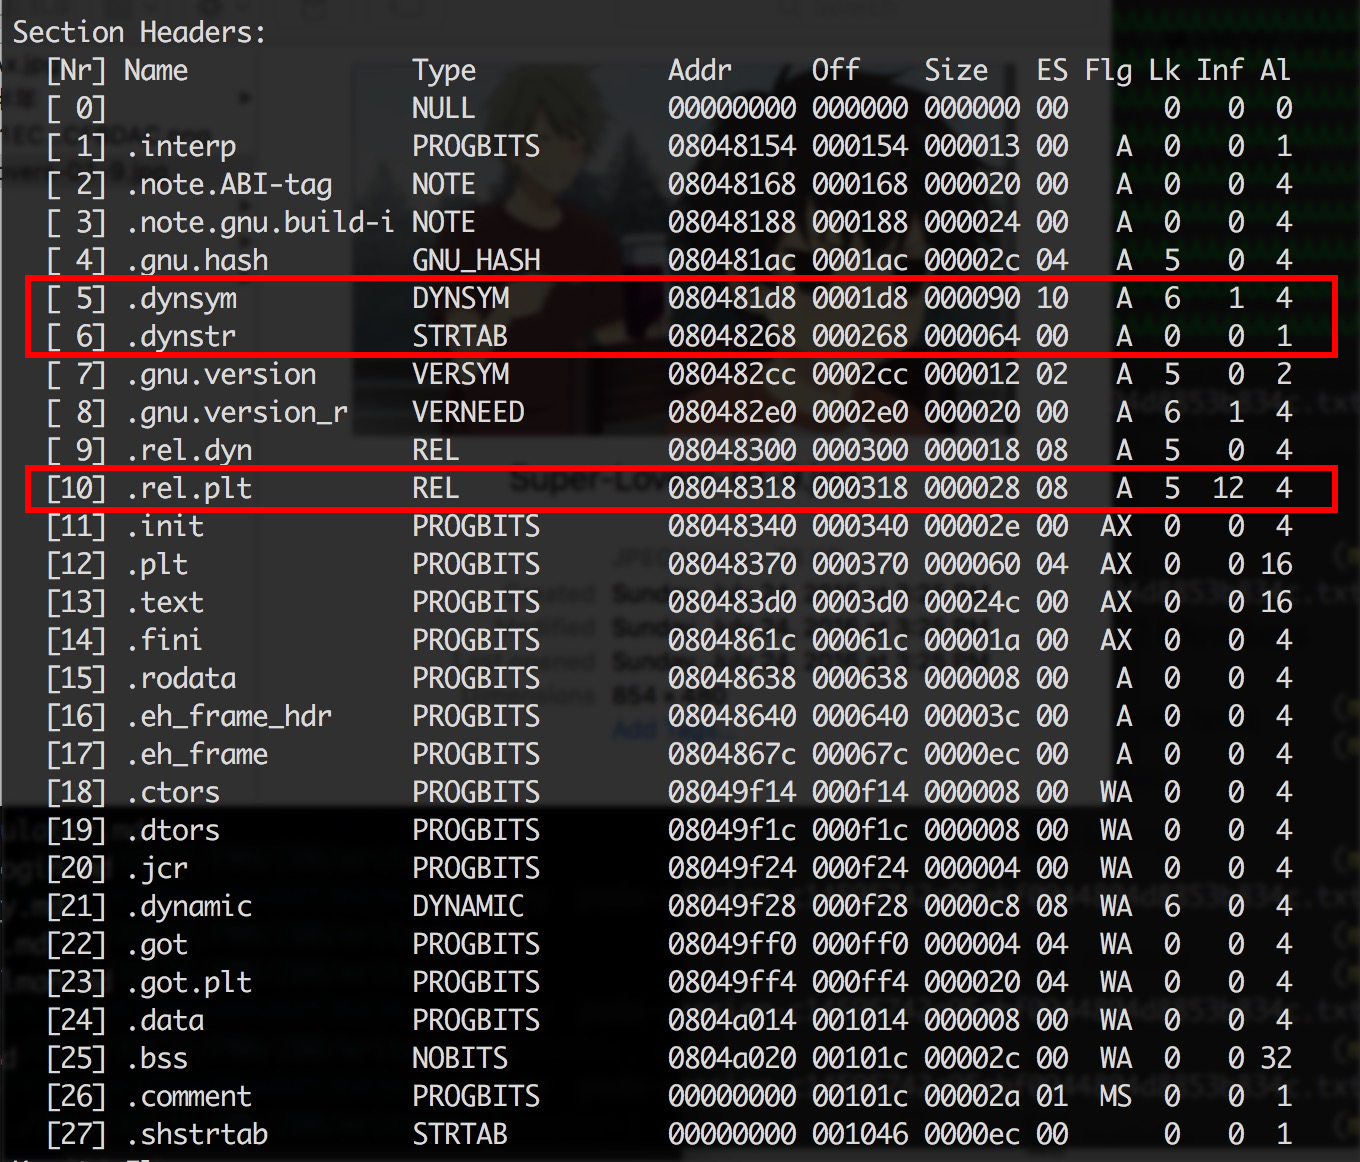 Section Headers:
[Nr] Name Type Addr Off Size ES Flg Lk Inf Al
[ 0] NULL 00000000 000000 000000 00 0 0 0
[ 1] .interp PROGBITS 08048154 000154 000013 00 A 0 0 1
[ 2] .note.ABI-tag NOTE 08048168 000168 000020 00 A 0 0 4
[ 3] .note.gnu.build-i NOTE 08048188 000188 000024 00 A 0 0 4
[ 4] .gnu.hash GNU_HASH 080481ac 0001ac 00002c 04 A 5 0 4
[ 5] .dynsym DYNSYM 080481d8 0001d8 000090 10 A 6 1 4
[ 6] .dynstr STRTAB 08048268 000268 000064 00 A 0 0 1
[ 7] .gnu.version VERSYM 080482cc 0002cc 000012 02 A 5 0 2
[ 8] .gnu.version_r VERNEED 080482e0 0002e0 000020 00 A 6 1 4
[ 9] .rel.dyn REL 08048300 000300 000018 08 A 5 0 4
[10] .rel.plt REL 08048318 000318 000028 08 A 5 12 4
[11] .init PROGBITS 08048340 000340 00002e 00 AX 0 0 4
[12] .plt PROGBITS 08048370 000370 000060 04 AX 0 0 16
[13] .text PROGBITS 080483d0 0003d0 00024c 00 AX 0 0 16
[14] .fini PROGBITS 0804861c 00061c 00001a 00 AX 0 0 4
[15] .rodata PROGBITS 08048638 000638 000008 00 A 0 0 4
[16] .eh_frame_hdr PROGBITS 08048640 000640 00003c 00 A 0 0 4
[17] .eh_frame PROGBITS 0804867c 00067c 0000ec 00 A 0 0 4
[18] .ctors PROGBITS 08049f14 000f14 000008 00 WA 0 0 4
[19] .dtors PROGBITS 08049f1c 000f1c 000008 00 WA 0 0 4
[20] .jcr PROGBITS 08049f24 000f24 000004 00 WA 0 0 4
[21] .dynamic DYNAMIC 08049f28 000f28 0000c8 08 WA 6 0 4
[22] .got PROGBITS 08049ff0 000ff0 000004 04 WA 0 0 4
[23] .got.plt PROGBITS 08049ff4 000ff4 000020 04 WA 0 0 4
[24] .data PROGBITS 0804a014 001014 000008 00 WA 0 0 4
[25] .bss NOBITS 0804a020 00101c 00002c 00 WA 0 0 32
[26] .comment PROGBITS 00000000 00101c 00002a 01 MS 0 0 1
[27] .shstrtab STRTAB 00000000 001046 0000ec 00 0 0 1